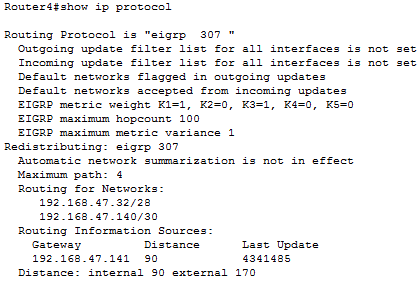 Router4#show ip protocol
Routing Protocol is "eigrp  307 "
Outgoing update filter list for all interfaces is not set
Incoming update filter list for all interfaces is not set
Default networks flagged in outgoing updates
Default networks accepted from incoming updates
EIGRP metric weight K1=1, K2=0, K3=1, K4=0, K5=0
EIGRP maximum hopcount 100
EIGRP maximum metric variance 1
Redistributing: eigrp 307
Automatic network summarization is not in effect
Maximum path: 4
Routing for Networks:
192.168.47.32/28
192.168.47.140/30
Routing Information Sources:
Gateway Distance Last Update
192.168.47.141 90 4341485
Distance: internal 90 external 170